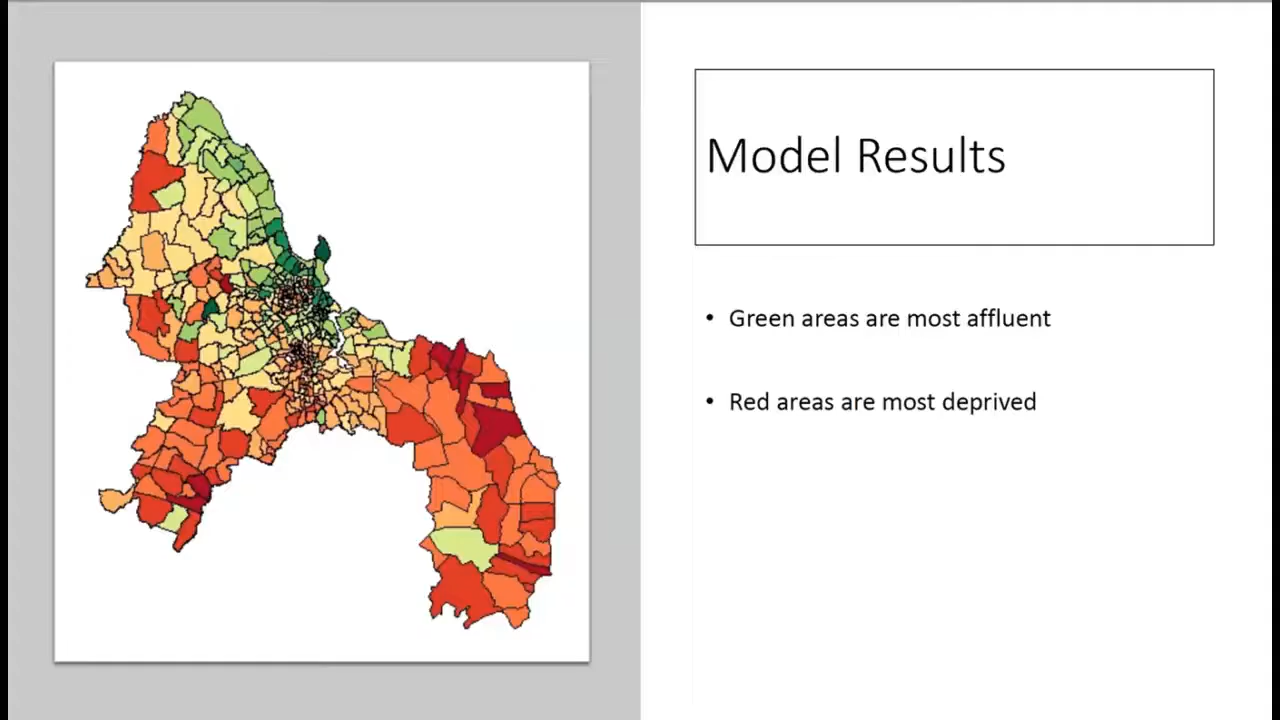 Model Results
• Green areas are most affluent
• Red areas are most deprived